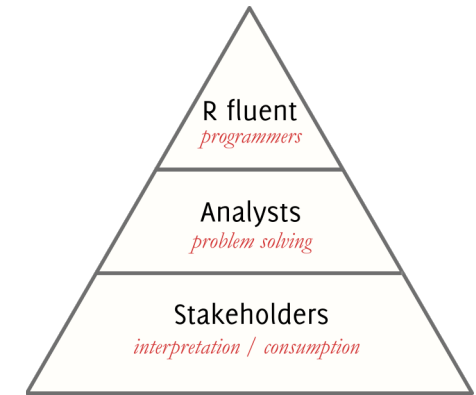 R fluent
programmers
Analysts
problem solving
Stakeholders
interpretation / consumption